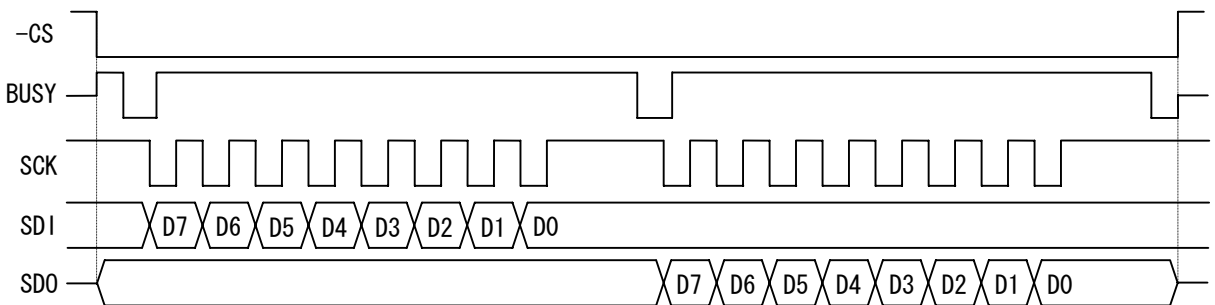 -CS
BUSY
SCK
SDI D7 D6 D5 D4 D3 D2 D1 D0
SDO D7 D6 D5 D4 D3 D2 D1 D0